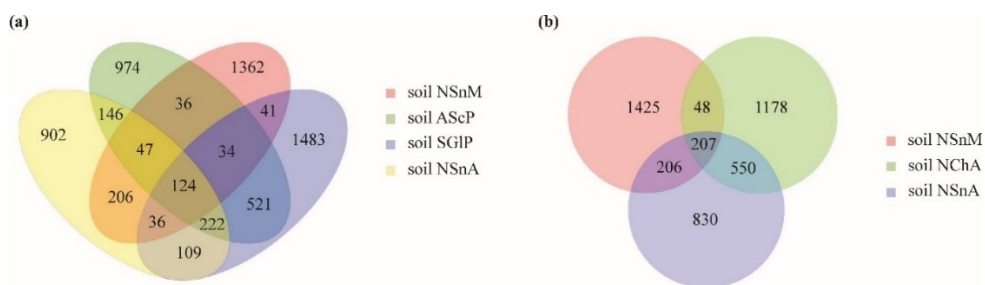 (a)
974
1362
36
146
41
902
47
34
1483
124
206
521
36
222
109
soil NSnM
soil AScP
soil SGlP
soil NSnA
(b)
1425
48
1178
207
206
550
830
soil NSnM
soil NChA
soil NSnA